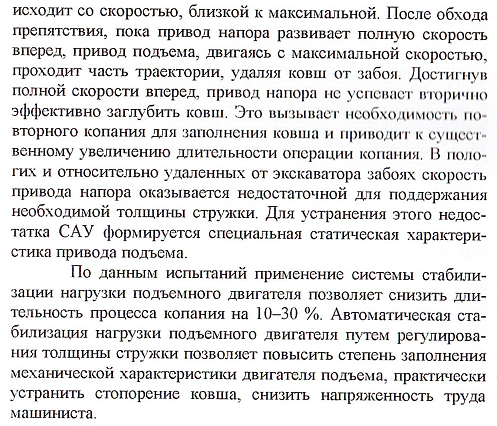 исходит со скоростью, близкой к максимальной. После обхода
препятствия, пока привод напора развивает полную скорость
вперед, привод подъема, двигаясь с максимальной скоростью,
проходит часть траектории, удаляя ковш от забоя. Достигнув
полной скорости вперед, привод напора не успевает вторично
эффективно заглубить ковш. Это вызывает необходимость по-
вторного копания для заполнения ковша и приводит к сущест-
венному увеличению длительности операции копания. В поло-
гих и относительно удаленных от экскаватора забоях скорость
привода напора оказывается недостаточной для поддержания
необходимой толщины стружки. Для устранения этого недос-
татка САУ формируется специальная статическая характери-
стика привода подъема.
По данным испытаний применение системы стабили-
зации нагрузки подъемного двигателя позволяет снизить дли-
тельность процесса копания на 10–30 %. Автоматическая ста-
билизация нагрузки подъемного двигателя путем регулирова-
ния толщины стружки позволяет повысить степень заполнения
механической характеристики двигателя подъема, практически
устранить стопорение ковша, снизить напряженность труда
машиниста.